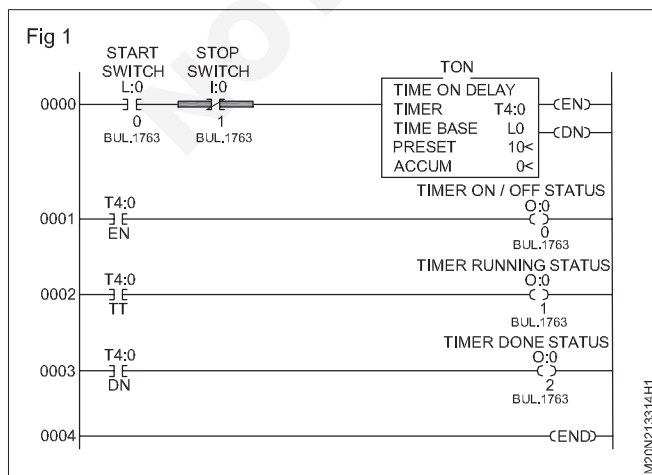 Fig 1
START SWITCH
L:0
0
BUL.1763
STOP SWITCH
I:0
1
BUL.1763
0000
TON
TIME ON DELAY
TIMER T4:0
TIME BASE L0
PRESET 10<
ACCUM 0<
(EN)
(DN)
0001
T4:0
EN
TIMER ON / OFF STATUS
O:0
0
BUL.1763
0002
T4:0
TT
TIMER RUNNING STATUS
O:0
1
BUL.1763
0003
T4:0
DN
TIMER DONE STATUS
O:0
2
BUL.1763
0004
(END)
M20N213314H1